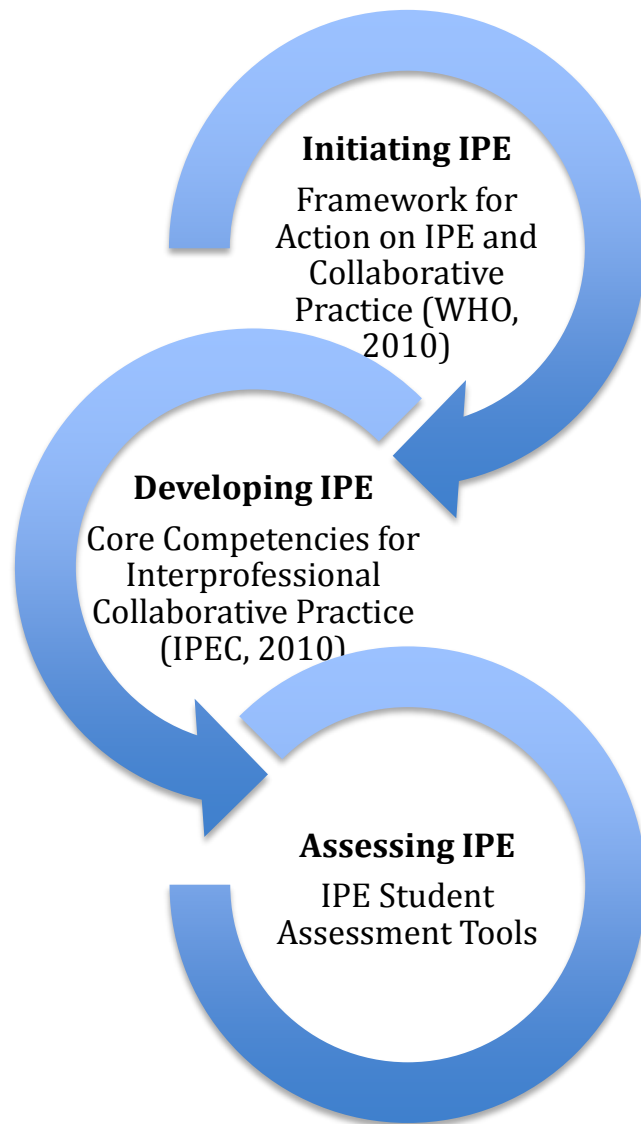 Initiating IPE
Framework for
Action on IPE and
Collaborative
Practice (WHO,
2010)
Developing IPE
Core Competencies for
Interprofessional
Collaborative Practice
(IPEC, 2010)
Assessing IPE
IPE Student
Assessment Tools